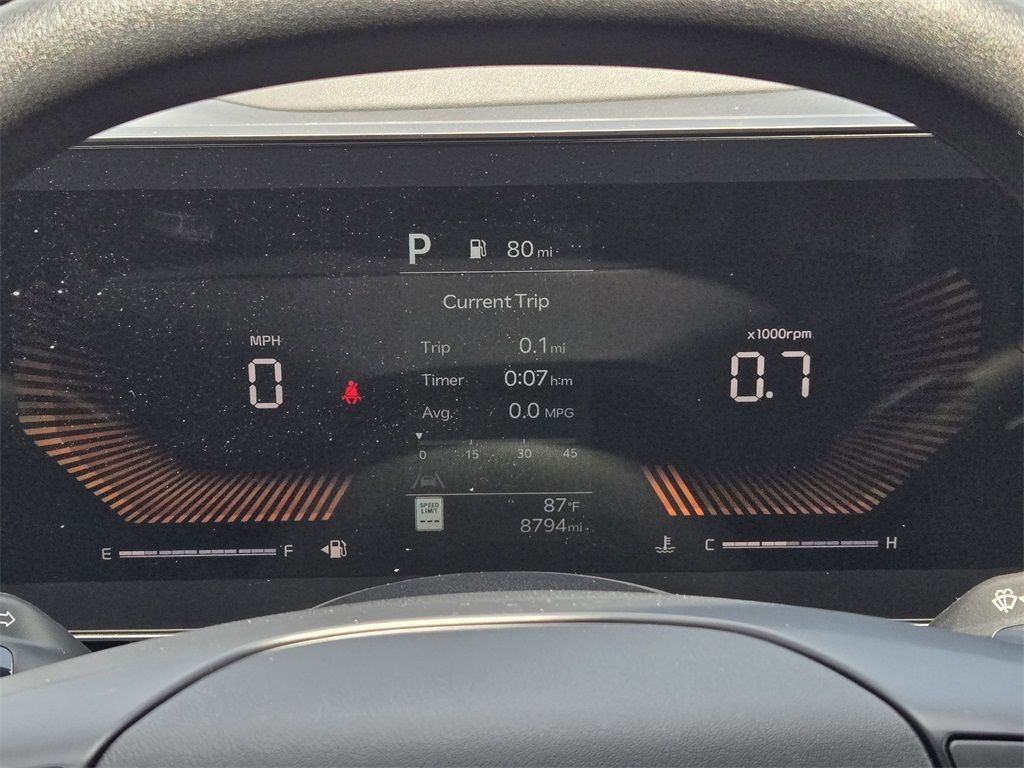 P 80 mi
Current Trip
MPH
0
x1000rpm
0.7
Trip 0.1 mi
Timer 0:07 h:m
Avg. 0.0 MPG
0 15 30 45
SPEED LIMIT
---
87°F
8794 mi
E F
C H